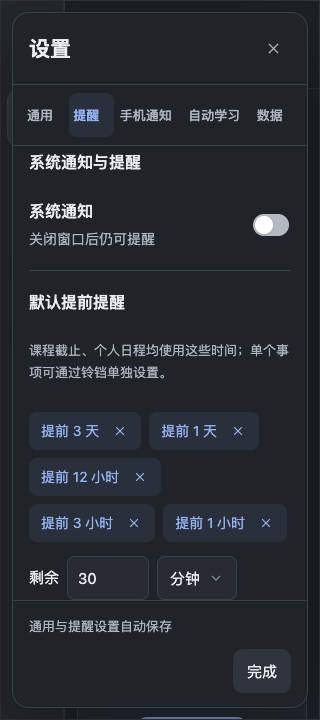 设置
通用 提醒 手机通知 自动学习 数据
系统通知与提醒
系统通知
关闭窗口后仍可提醒
默认提前提醒
课程截止、个人日程均使用这些时间；单个事
项可通过铃铛单独设置。
提前 3 天 × 提前 1 天 ×
提前 12 小时 ×
提前 3 小时 × 提前 1 小时 ×
剩余 30 分钟
通用与提醒设置自动保存
完成